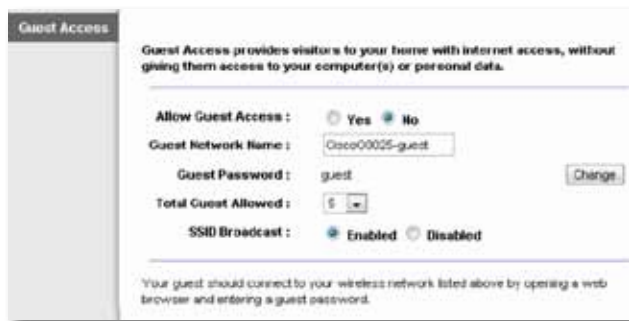 Guest Access
Guest Access provides visitors to your home with internet access, without
giving them access to your computer(s) or personal data.
Allow Guest Access : Yes No
Guest Network Name : Cisco00025-guest
Guest Password : guest Change
Total Guest Allowed : 5
SSID Broadcast : Enabled Disabled
Your guest should connect to your wireless network listed above by opening a web
browser and entering a guest password.